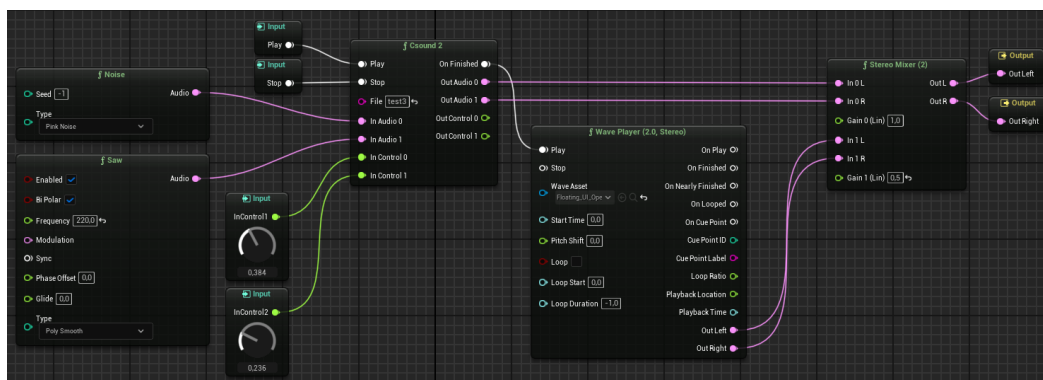 Input
Play
Input
Stop
ƒ Noise
Seed -1
Audio
Type
Pink Noise
ƒ Saw
Enabled
Audio
Bi Polar
Frequency 220,0
Modulation
Sync
Phase Offset 0,0
Glide 0,0
Type
Poly Smooth
Input
InControl1
0,384
Input
InControl2
0,236
ƒ Csound 2
Play
On Finished
Stop
Out Audio 0
File test3
Out Audio 1
In Audio 0
Out Control 0
In Audio 1
Out Control 1
In Control 0
In Control 1
ƒ Wave Player (2.0, Stereo)
Play
On Play
Stop
On Finished
Wave Asset
Floating_UI_Ope
On Nearly Finished
On Looped
Start Time 0,0
On Cue Point
Pitch Shift 0,0
Cue Point ID
Loop
Cue Point Label
Loop Start 0,0
Loop Ratio
Loop Duration -1,0
Playback Location
Playback Time
Out Left
Out Right
ƒ Stereo Mixer (2)
In 0 L
Out L
In 0 R
Out R
Gain 0 (Lin) 1,0
In 1 L
In 1 R
Gain 1 (Lin) 0,5
Output
Out Left
Output
Out Right